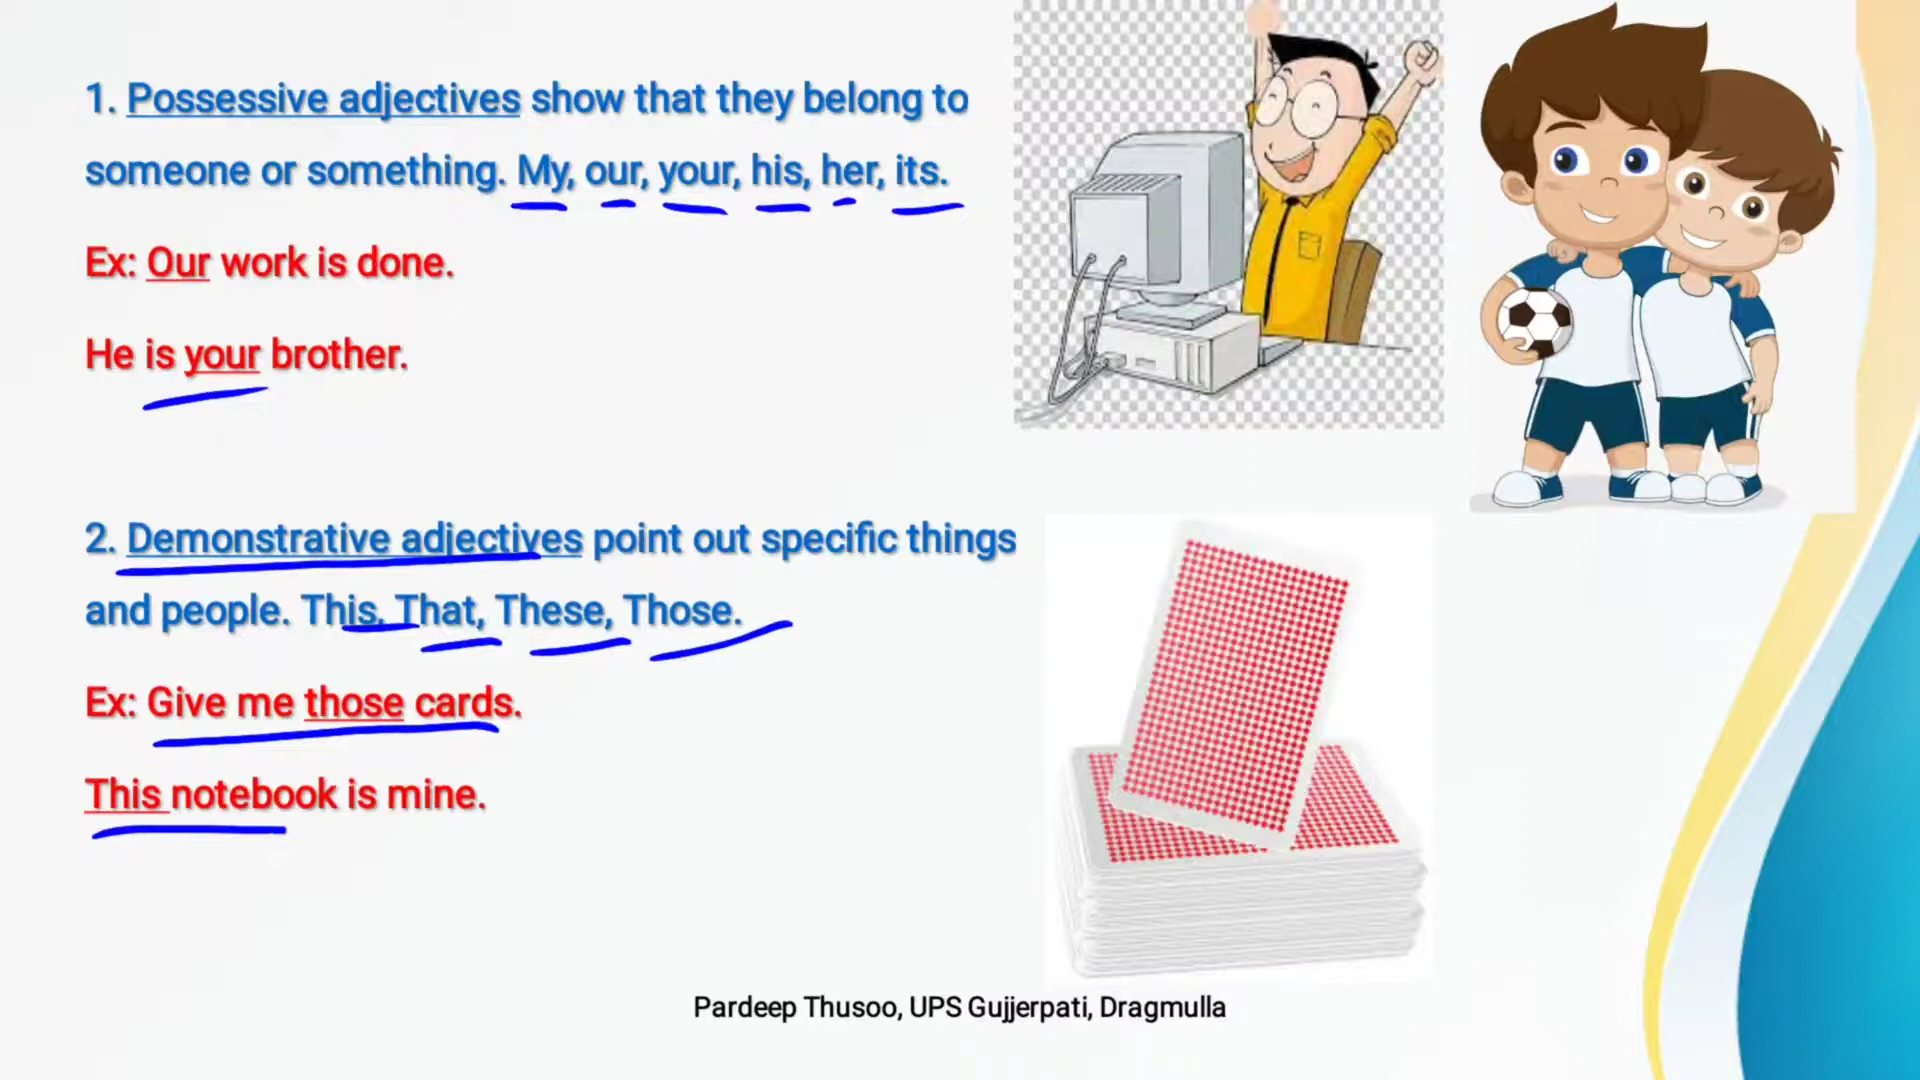 1. Possessive adjectives show that they belong to
someone or something. My, our, your, his, her, its.
Ex: Our work is done.
He is your brother.
2. Demonstrative adjectives point out specific things
and people. This, That, These, Those.
Ex: Give me those cards.
This notebook is mine.
Pardeep Thusoo, UPS Gujjerpati, Dragmulla